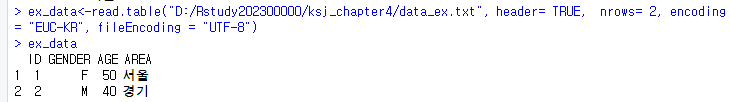 > ex_data<-read.table("D:/Rstudy202300000/ksj_chapter4/data_ex.txt", header= TRUE,  nrows= 2, encoding
= "EUC-KR", fileEncoding = "UTF-8")
> ex_data
  ID GENDER AGE AREA
1  1      F  50 서울
2  2      M  40 경기